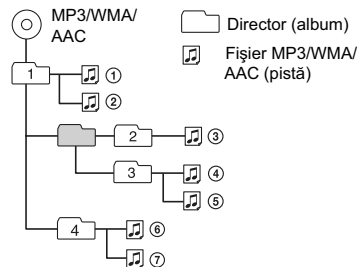 MP3/WMA/
AAC
Director (album)
Fișier MP3/WMA/
AAC (pistă)
1
①
②
2
③
3
④
⑤
4
⑥
⑦